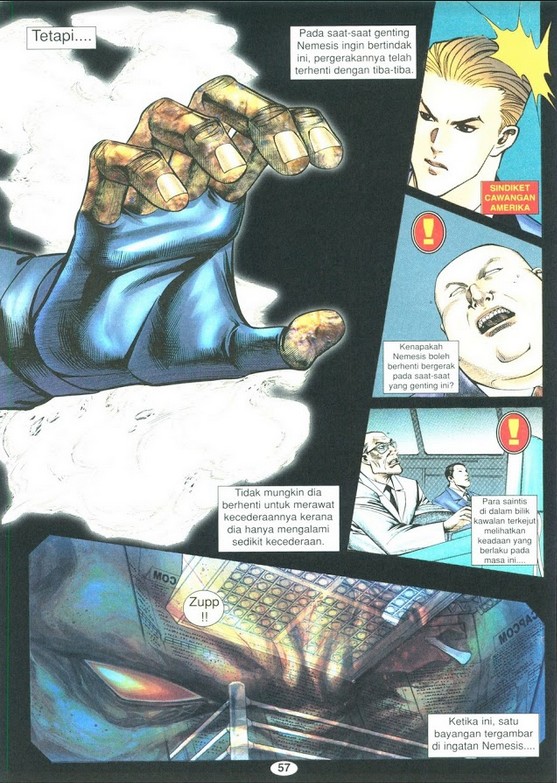 Tetapi....
Pada saat-saat genting
Nemesis ingin bertindak
ini, pergerakannya telah
terhenti dengan tiba-tiba.
SINDIKET
CAWANGAN
AMERIKA
!
Kenapakah
Nemesis boleh
berhenti bergerak
pada saat-saat
yang genting ini?
!
Para saintis
di dalam bilik
kawalan terkejut
melihatkan
keadaan yang
berlaku pada
masa ini....
Tidak mungkin dia
berhenti untuk merawat
kecederaannya kerana
dia hanya mengalami
sedikit kecederaan.
CAPCOM
Zupp
!!
Ketika ini, satu
bayangan tergambar
di ingatan Nemesis....
57